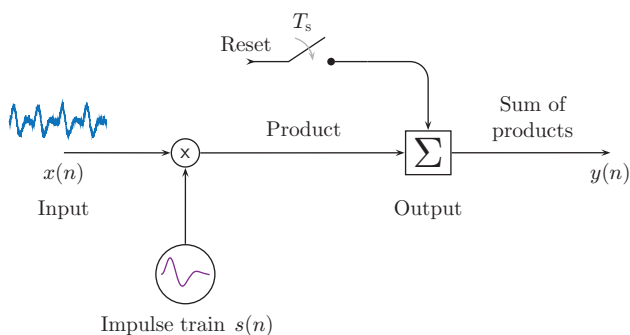 T_s
Reset
Sum of
products
Product
x
Σ
x(n)
y(n)
Input
Output
Impulse train s(n)